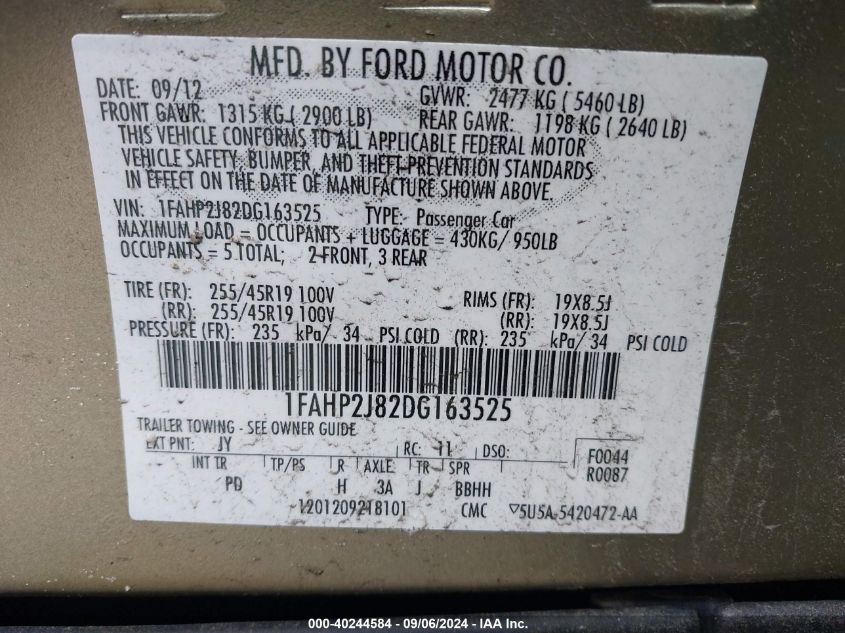 MFD. BY FORD MOTOR CO.
DATE: 09/12 GVWR: 2477 KG ( 5460 LB)
FRONT GAWR: 1315 KG ( 2900 LB) REAR GAWR: 1198 KG ( 2640 LB)
THIS VEHICLE CONFORMS TO ALL APPLICABLE FEDERAL MOTOR
VEHICLE SAFETY, BUMPER, AND THEFT PREVENTION STANDARDS
IN EFFECT ON THE DATE OF MANUFACTURE SHOWN ABOVE.
VIN: 1FAHP2J82DG163525 TYPE: Passenger Car
MAXIMUM LOAD = OCCUPANTS + LUGGAGE = 430KG/ 950LB
OCCUPANTS = 5 TOTAL; 2 FRONT, 3 REAR
TIRE (FR): 255/45R19 100V RIMS (FR): 19X8.5J
(RR): 255/45R19 100V (RR): 19X8.5J
PRESSURE (FR): 235 kPa/ 34 PSI COLD (RR): 235 kPa/ 34 PSI COLD
1FAHP2J82DG163525
TRAILER TOWING - SEE OWNER GUIDE
EXT PNT: JY RC: 11 DSO: F0044
INT TR TP/PS R AXLE TR SPR R0087
PD H 3A J BBHH
1201209218101 CMC ▽5U5A-5420472-AA
000-40244584 - 09/06/2024 - www.iaai.com